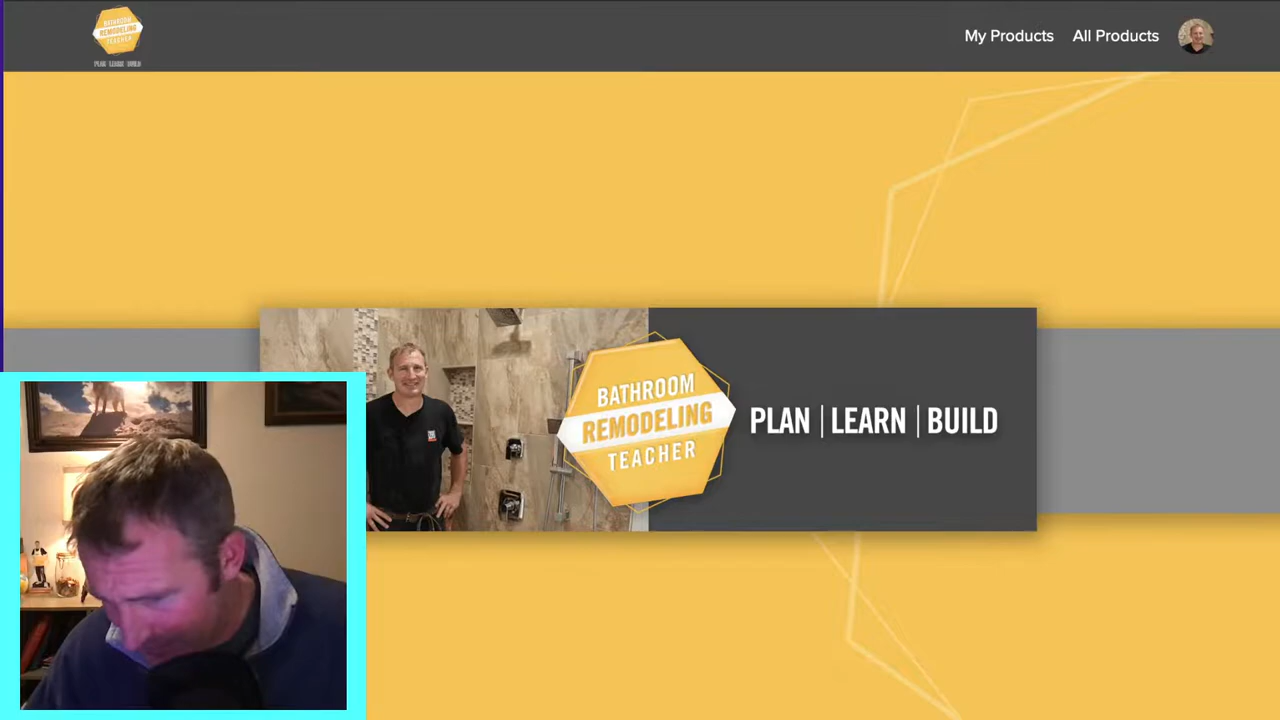 BATHROOM
REMODELING
TEACHER
PLAN LEARN BUILD
My Products
All Products
BATHROOM
REMODELING
TEACHER
PLAN | LEARN | BUILD